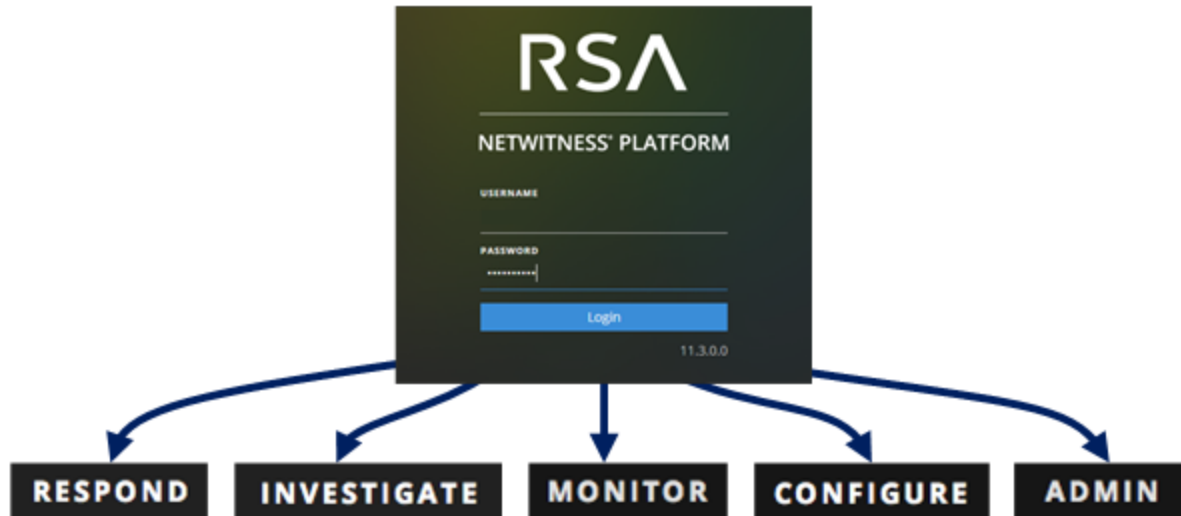 RSA
NETWITNESS® PLATFORM
USERNAME
PASSWORD
Login
11.3.0.0
RESPOND INVESTIGATE MONITOR CONFIGURE ADMIN